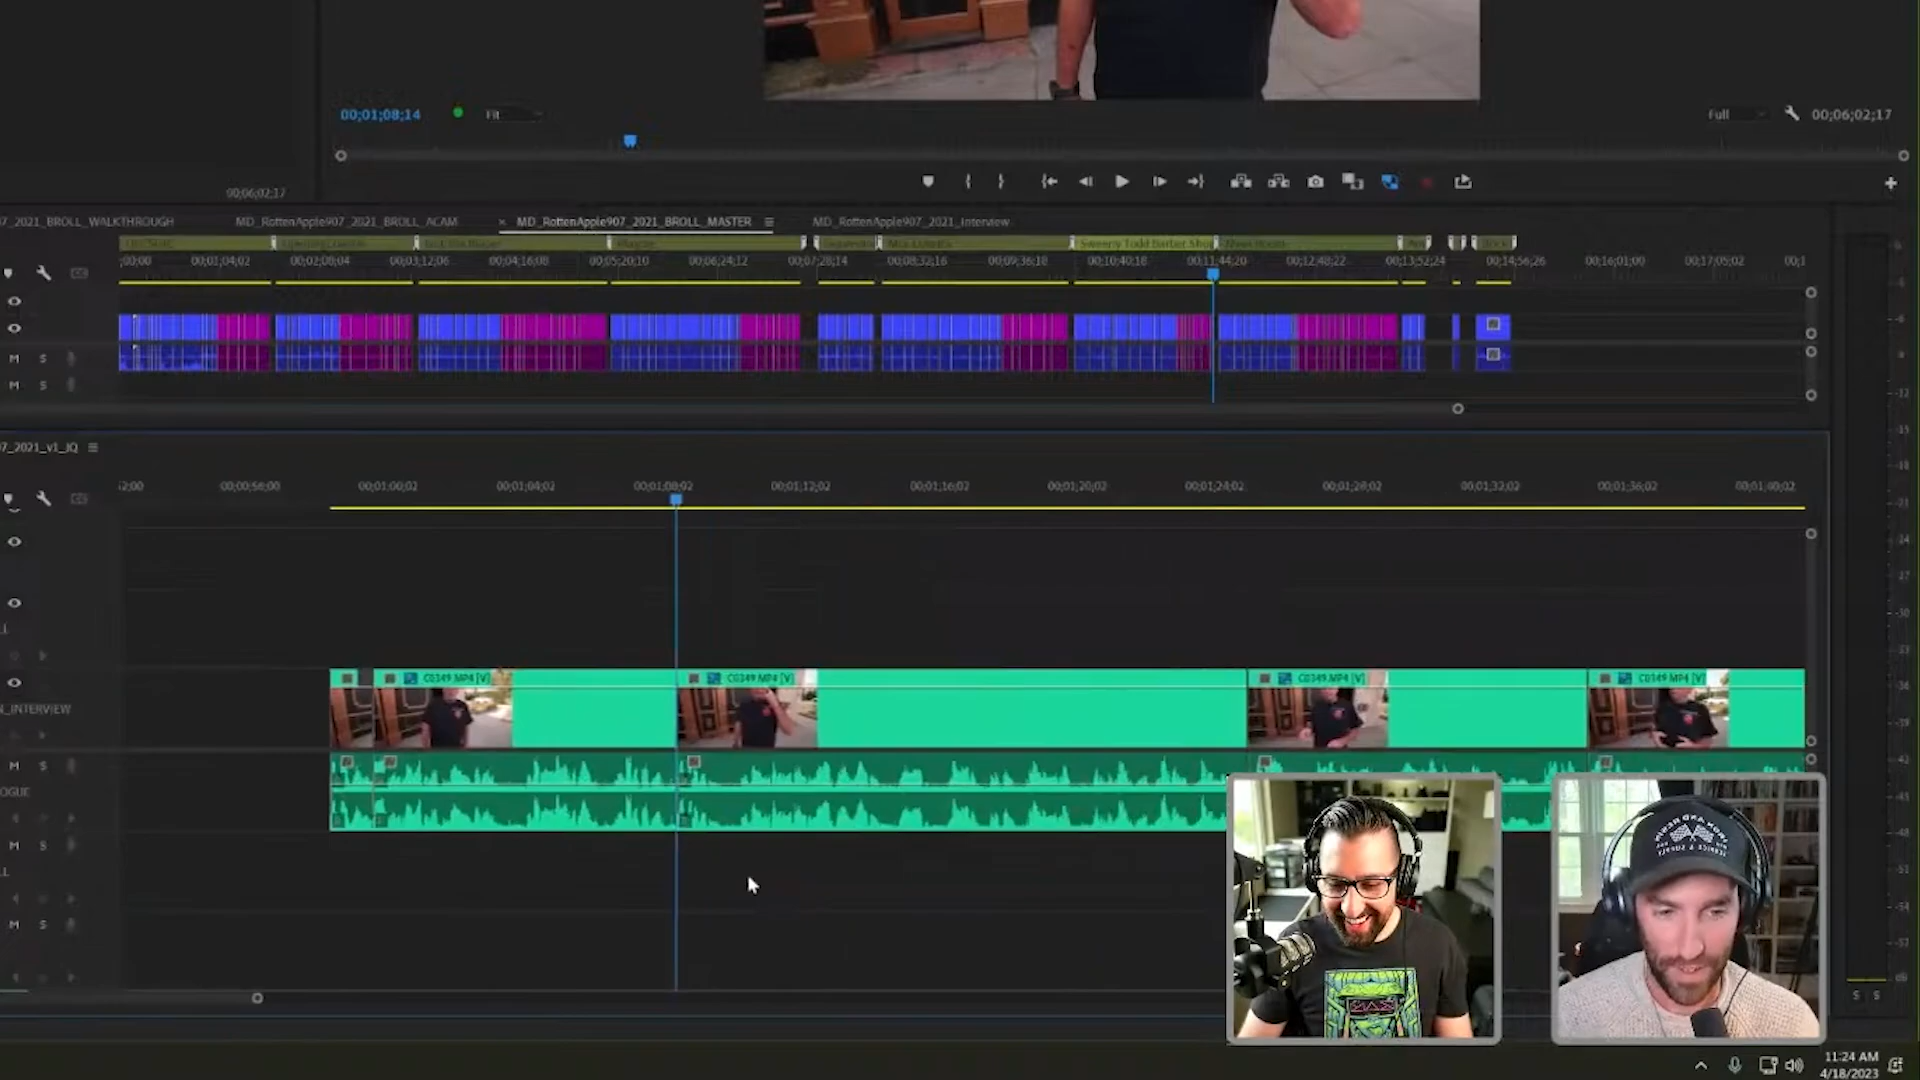 00;01;08;14
Fit
Full
00;06;02;17
00;06;02;17
7_2021_BROLL_WALKTHROUGH
MD_RottenApple907_2021_BROLL_ACAM
× MD_RottenApple907_2021_BROLL_MASTER
MD_RottenApple907_2021_Interview
Sweeny Todd Barber Sho
;00;00 00;01;04;02 00;02;08;04 00;03;12;06 00;04;16;08 00;05;20;10 00;06;24;12 00;07;28;14 00;08;32;16 00;09;36;18 00;10;40;18 00;11;44;20 00;12;48;22 00;13;52;24 00;14;56;26 00;16;01;00 00;17;05;02 00;1
M S
M S
07_2021_v1_JQ
52;00 00;00;56;00 00;01;00;02 00;01;04;02 00;01;08;02 00;01;12;02 00;01;16;02 00;01;20;02 00;01;24;02 00;01;28;02 00;01;32;02 00;01;36;02 00;01;40;02
C0349.MP4 [V]
C0349.MP4 [V]
C0349.MP4 [V]
C0349.MP4 [V]
N_INTERVIEW
M S
OGUE
M S
LL
M S
S S
11:24 AM
4/18/2023